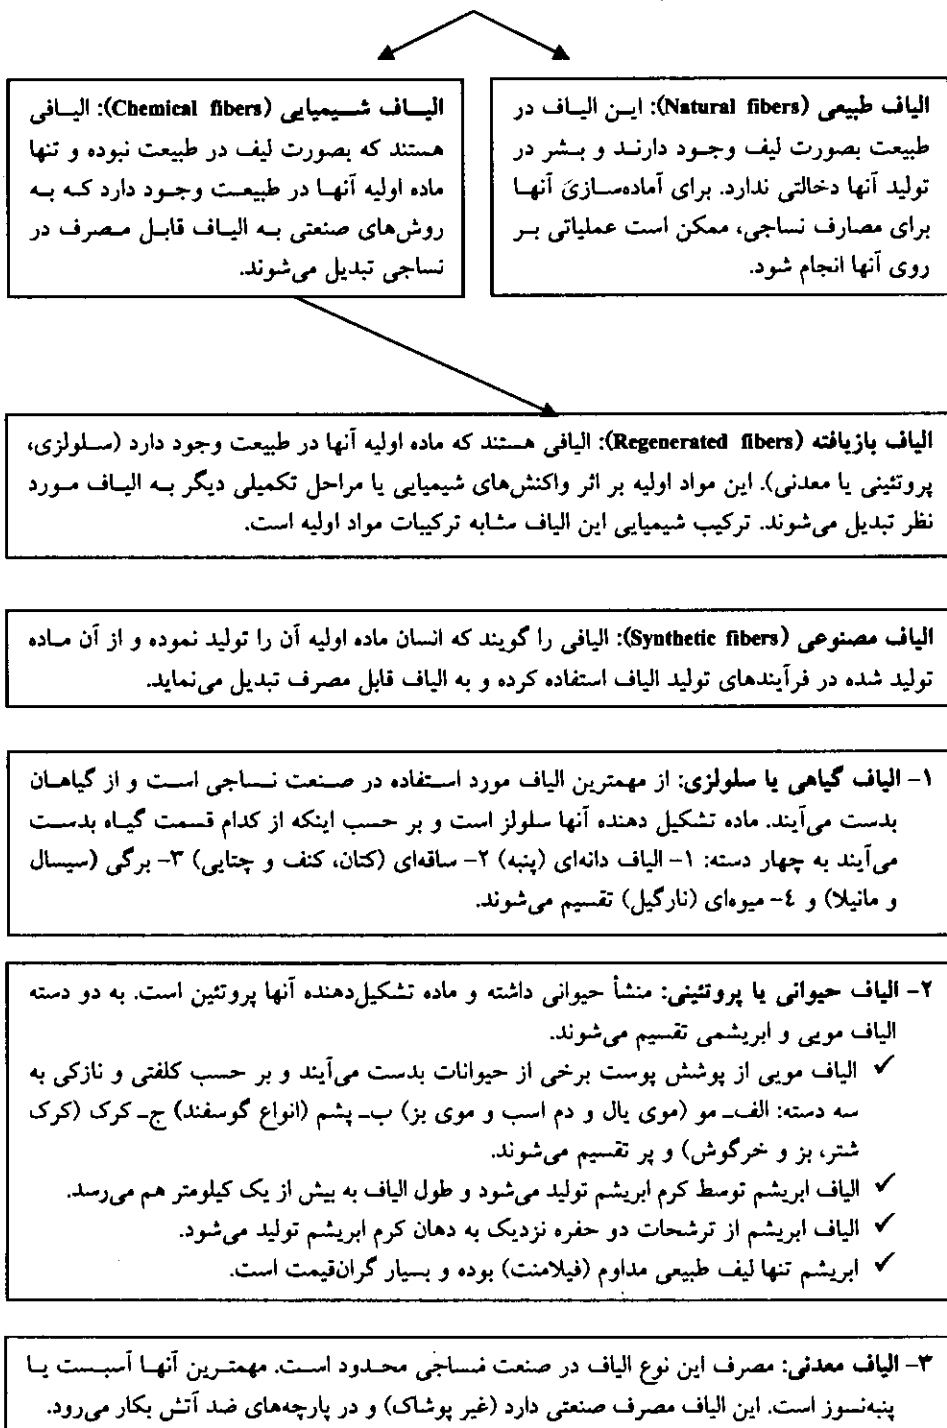 الیاف طبیعی (Natural fibers): این الیاف در
طبیعت بصورت لیف وجود دارند و بشر در
تولید آنها دخالتی ندارد. برای آماده‌سازی آنها
برای مصارف نساجی، ممکن است عملیاتی بر
روی آنها انجام شود.
الیاف شیمیایی (Chemical fibers): الیافی
هستند که بصورت لیف در طبیعت نبوده و تنها
ماده اولیه آنها در طبیعت وجود دارد که به
روش‌های صنعتی به الیاف قابل مصرف در
نساجی تبدیل می‌شوند.
الیاف بازیافته (Regenerated fibers): الیافی هستند که ماده اولیه آنها در طبیعت وجود دارد (سلولزی،
پروتئینی یا معدنی). این مواد اولیه بر اثر واکنش‌های شیمیایی یا مراحل تکمیلی دیگر به الیاف مورد
نظر تبدیل می‌شوند. ترکیب شیمیایی این الیاف مشابه ترکیبات مواد اولیه است.
الیاف مصنوعی (Synthetic fibers): الیافی را گویند که انسان ماده اولیه آن را تولید نموده و از آن ماده
تولید شده در فرآیندهای تولید الیاف استفاده کرده و به الیاف قابل مصرف تبدیل می‌نماید.
۱- الیاف گیاهی یا سلولزی: از مهمترین الیاف مورد استفاده در صنعت نساجی است و از گیاهان
بدست می‌آیند. ماده تشکیل دهنده آنها سلولز است و بر حسب اینکه از کدام قسمت گیاه بدست
می‌آیند به چهار دسته: ۱- الیاف دانه‌ای (پنبه) ۲- ساقه‌ای (کتان، کنف و چتایی) ۳- برگی (سیسال
و مانیلا) و ٤- میوه‌ای (نارگیل) تقسیم می‌شوند.
۲- الیاف حیوانی یا پروتئینی: منشأ حیوانی داشته و ماده تشکیل‌دهنده آنها پروتئین است. به دو دسته
الیاف مویی و ابریشمی تقسیم می‌شوند.
✓ الیاف مویی از پوشش پوست برخی از حیوانات بدست می‌آیند و بر حسب کلفتی و نازکی به
سه دسته: الف- مو (موی یال و دم اسب و موی بز) ب- پشم (انواع گوسفند) ج- کرک (کرک
شتر، بز و خرگوش) و پر تقسیم می‌شوند.
✓ الیاف ابریشم توسط کرم ابریشم تولید می‌شود و طول الیاف به بیش از یک کیلومتر هم می‌رسد.
✓ الیاف ابریشم از ترشحات دو حفره نزدیک به دهان کرم ابریشم تولید می‌شود.
✓ ابریشم تنها لیف طبیعی مداوم (فیلامنت) بوده و بسیار گران‌قیمت است.
۳- الیاف معدنی: مصرف این نوع الیاف در صنعت نساجی محدود است. مهمترین آنها آسبست یا
پنبه‌نسوز است. این الیاف مصرف صنعتی دارد (غیر پوشاک) و در پارچه‌های ضد آتش بکار می‌رود.